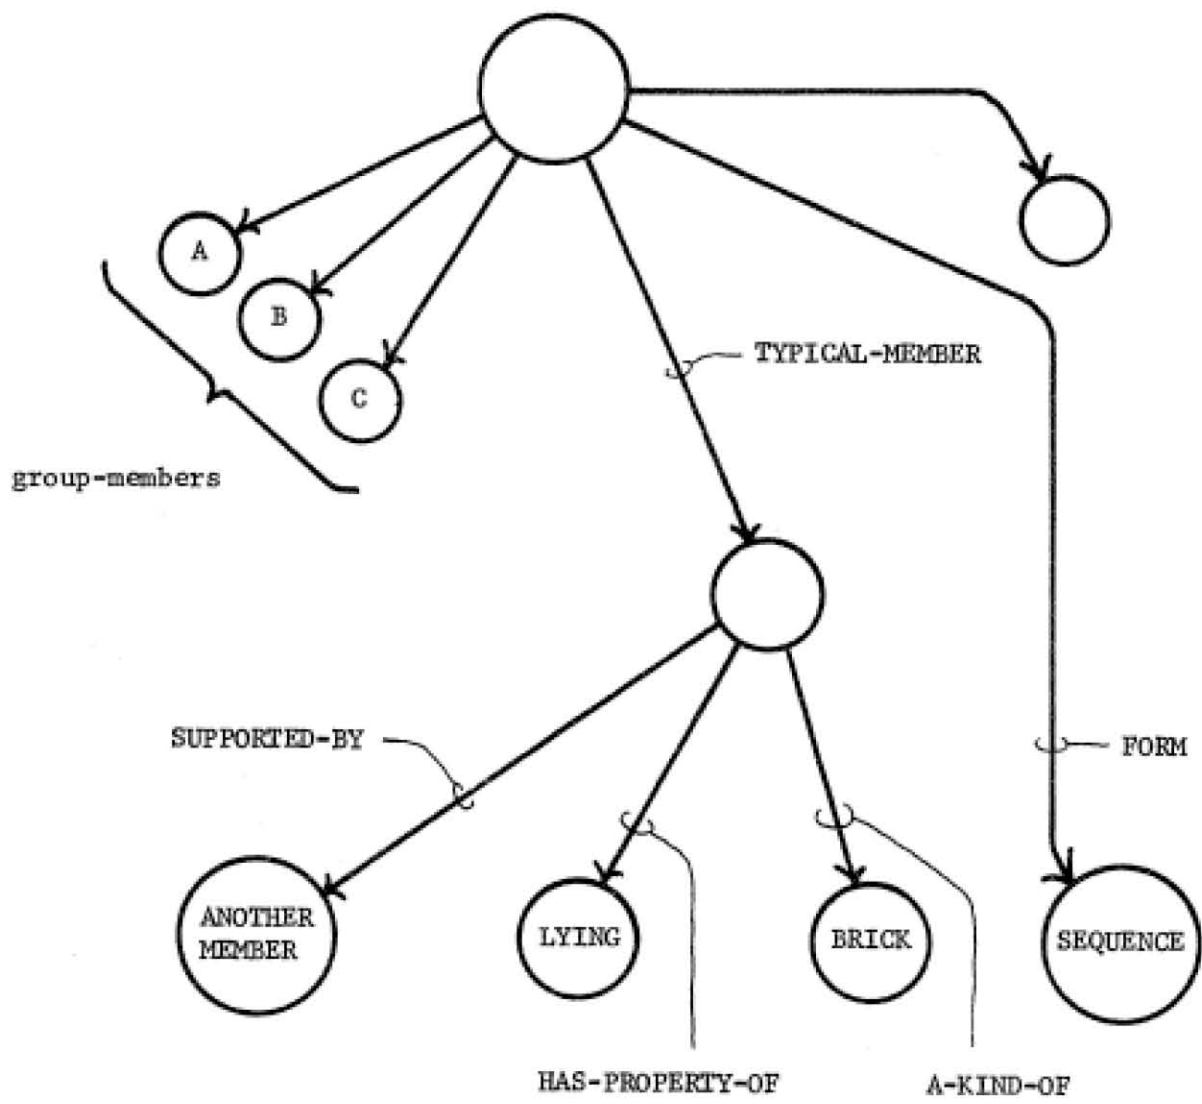 A
B
C
TYPICAL-MEMBER
group-members
SUPPORTED-BY
FORM
ANOTHER
MEMBER
LYING
BRICK
SEQUENCE
HAS-PROPERTY-OF
A-KIND-OF